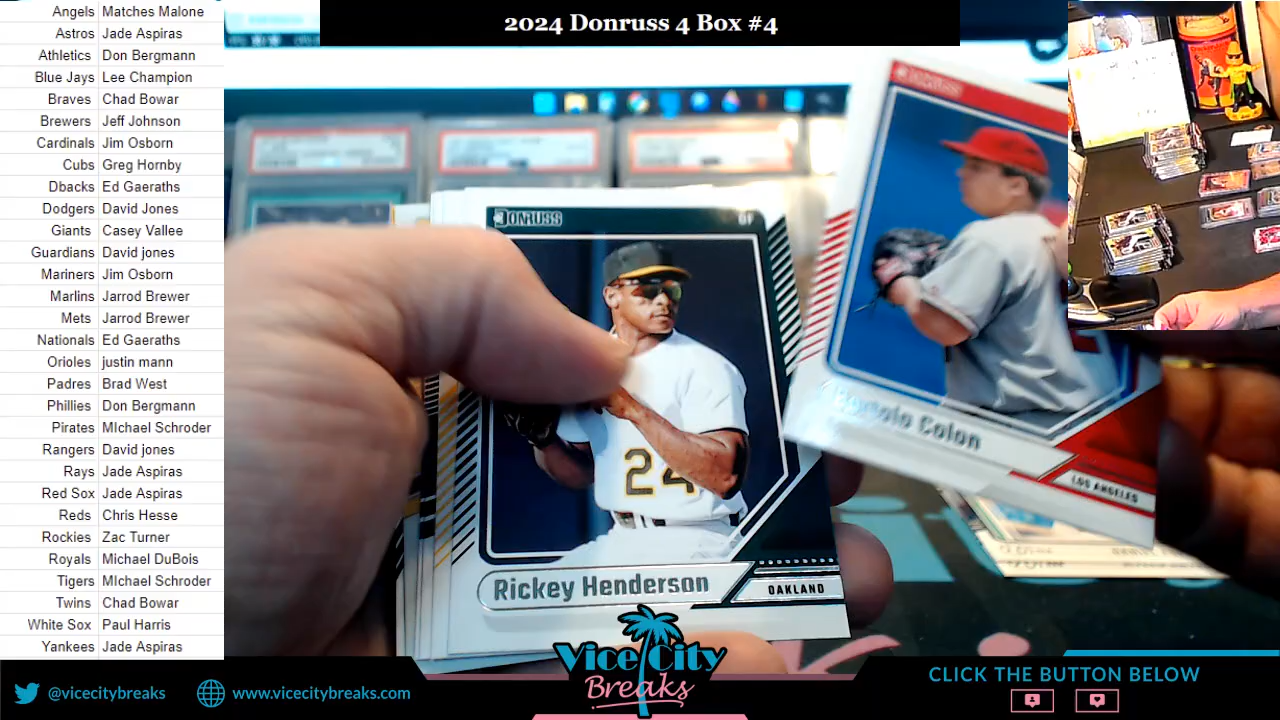 2024 Donruss 4 Box #4
Angels Matches Malone
Astros Jade Aspiras
Athletics Don Bergmann
Blue Jays Lee Champion
Braves Chad Bowar
Brewers Jeff Johnson
Cardinals Jim Osborn
Cubs Greg Hornby
Dbacks Ed Gaeraths
Dodgers David Jones
Giants Casey Vallee
Guardians David jones
Mariners Jim Osborn
Marlins Jarrod Brewer
Mets Jarrod Brewer
Nationals Ed Gaeraths
Orioles justin mann
Padres Brad West
Phillies Don Bergmann
Pirates MIchael Schroder
Rangers David jones
Rays Jade Aspiras
Red Sox Jade Aspiras
Reds Chris Hesse
Rockies Zac Turner
Royals Michael DuBois
Tigers MIchael Schroder
Twins Chad Bowar
White Sox Paul Harris
Yankees Jade Aspiras
DONRUSS
24
Rickey Henderson
OAKLAND
DONRUSS
Bartolo Colon
LOS ANGELES
Vice City
Breaks
@vicecitybreaks
www.vicecitybreaks.com
CLICK THE BUTTON BELOW